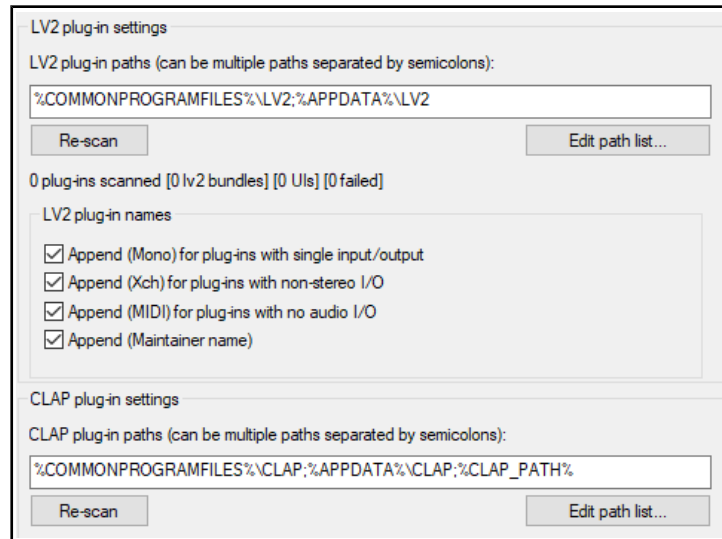 LV2 plug-in settings
LV2 plug-in paths (can be multiple paths separated by semicolons):
%COMMONPROGRAMFILES%\LV2;%APPDATA%\LV2
Re-scan Edit path list...
0 plug-ins scanned [0 lv2 bundles] [0 UIs] [0 failed]
LV2 plug-in names
Append (Mono) for plug-ins with single input/output
Append (Xch) for plug-ins with non-stereo I/O
Append (MIDI) for plug-ins with no audio I/O
Append (Maintainer name)
CLAP plug-in settings
CLAP plug-in paths (can be multiple paths separated by semicolons):
%COMMONPROGRAMFILES%\CLAP;%APPDATA%\CLAP;%CLAP_PATH%
Re-scan Edit path list...